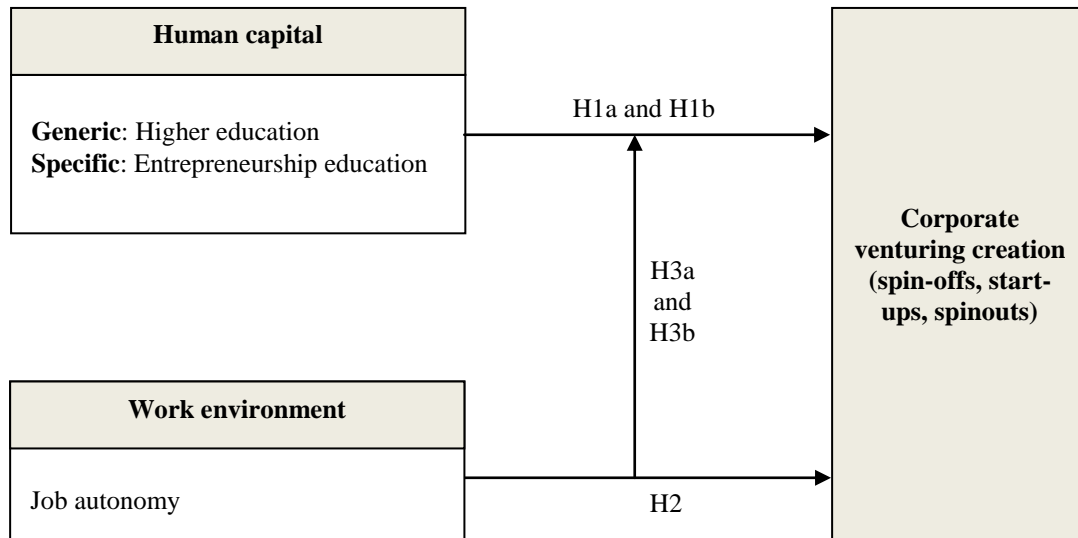 Human capital
Generic: Higher education
Specific: Entrepreneurship education
H1a and H1b
Corporate
venturing creation
(spin-offs, start-
ups, spinouts)
H3a
and
H3b
Work environment
Job autonomy
H2